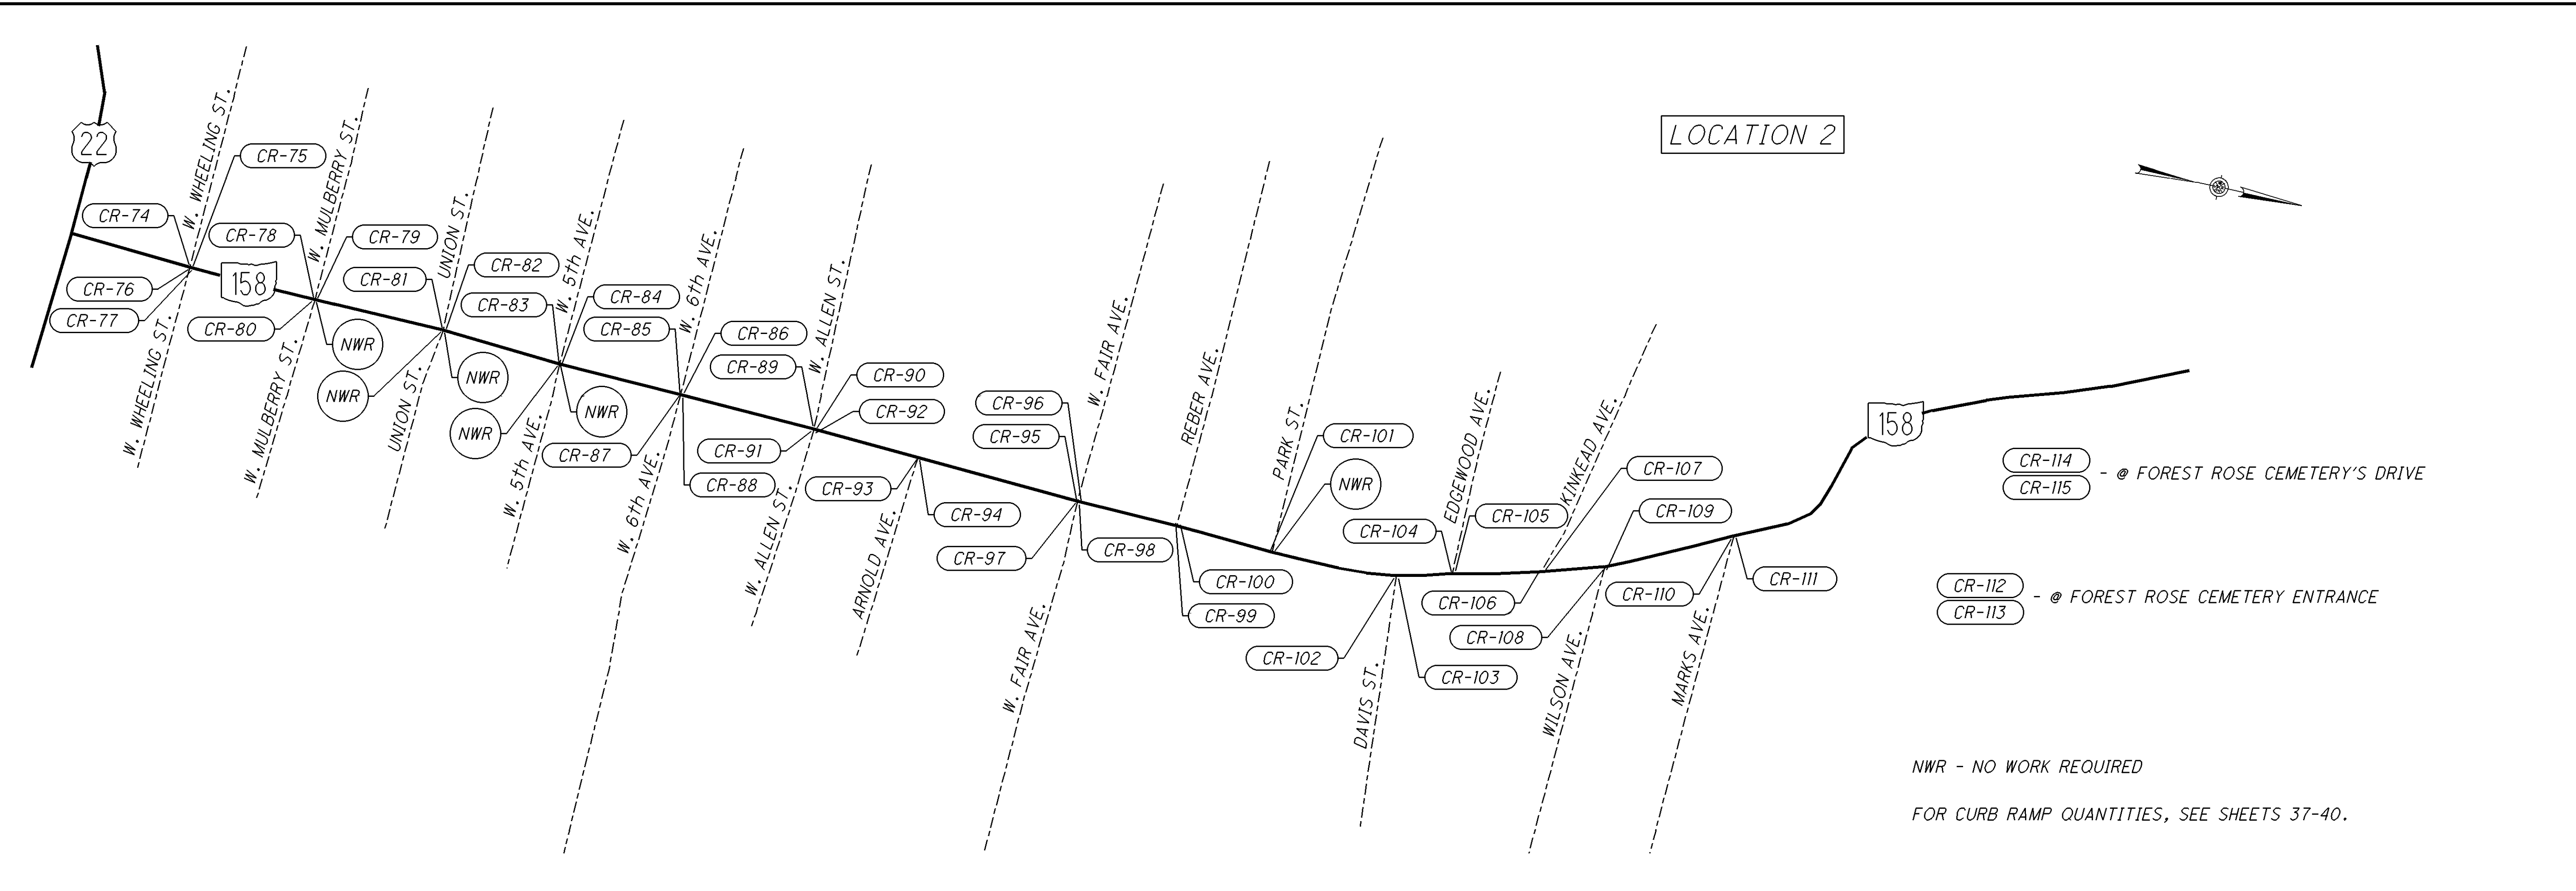 LOCATION 2
22
W. WHEELING ST.
CR-75
CR-74
CR-76
CR-77
W. WHEELING ST.
158
W. MULBERRY ST.
CR-78
CR-79
CR-80
NWR
W. MULBERRY ST.
UNION ST.
CR-81
CR-82
NWR
NWR
UNION ST.
W. 5th AVE.
CR-83
CR-84
NWR
NWR
W. 5th AVE.
W. 6th AVE.
CR-85
CR-86
CR-87
CR-88
W. 6th AVE.
W. ALLEN ST.
CR-89
CR-90
CR-92
CR-91
W. ALLEN ST.
CR-93
CR-94
ARNOLD AVE.
W. FAIR AVE.
CR-96
CR-95
CR-97
CR-98
W. FAIR AVE.
REBER AVE.
CR-100
CR-99
PARK ST.
CR-101
NWR
CR-102
CR-103
DAVIS ST.
EDGEWOOD AVE.
CR-104
CR-105
KINKEAD AVE.
CR-107
CR-106
CR-109
CR-108
WILSON AVE.
CR-110
CR-111
MARKS AVE.
158
CR-114
CR-115
- @ FOREST ROSE CEMETERY'S DRIVE
CR-112
CR-113
- @ FOREST ROSE CEMETERY ENTRANCE
NWR - NO WORK REQUIRED
FOR CURB RAMP QUANTITIES, SEE SHEETS 37-40.